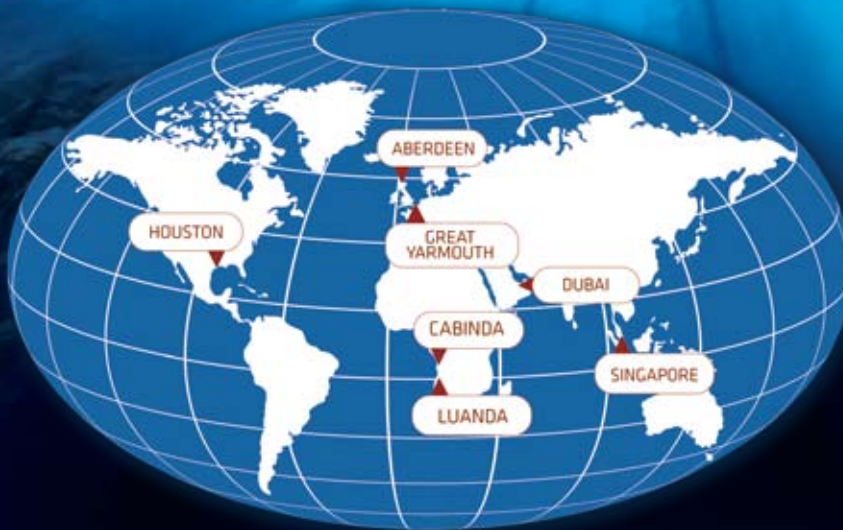 ABERDEEN
HOUSTON
GREAT
YARMOUTH
DUBAI
CABINDA
SINGAPORE
LUANDA